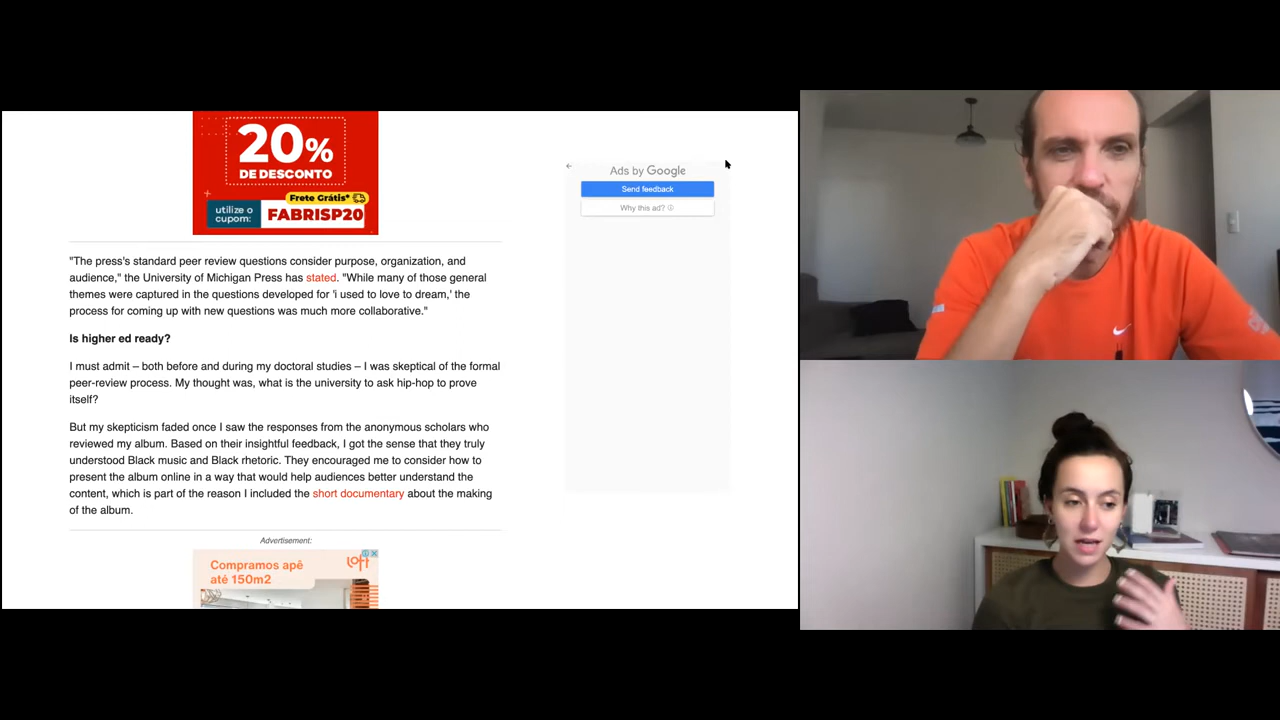 20%
DE DESCONTO
Frete Grátis*
utilize o
cupom:
FABRISP20
Ads by Google
Send feedback
Why this ad?
"The press's standard peer review questions consider purpose, organization, and
audience," the University of Michigan Press has stated. "While many of those general
themes were captured in the questions developed for 'i used to love to dream,' the
process for coming up with new questions was much more collaborative."
Is higher ed ready?
I must admit – both before and during my doctoral studies – I was skeptical of the formal
peer-review process. My thought was, what is the university to ask hip-hop to prove
itself?
But my skepticism faded once I saw the responses from the anonymous scholars who
reviewed my album. Based on their insightful feedback, I got the sense that they truly
understood Black music and Black rhetoric. They encouraged me to consider how to
present the album online in a way that would help audiences better understand the
content, which is part of the reason I included the short documentary about the making
of the album.
Advertisement:
Compramos apê
até 150m2
Loft